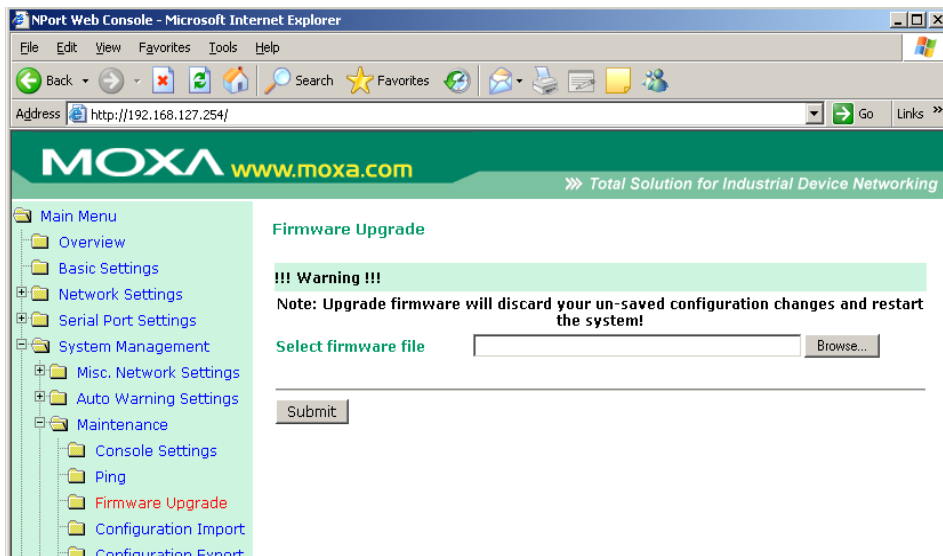 NPort Web Console - Microsoft Internet Explorer
File Edit View Favorites Tools Help
Back Search Favorites
Address http://192.168.127.254/ Go Links »
MOXA www.moxa.com
Total Solution for Industrial Device Networking
Main Menu
Overview
Basic Settings
Network Settings
Serial Port Settings
System Management
Misc. Network Settings
Auto Warning Settings
Maintenance
Console Settings
Ping
Firmware Upgrade
Configuration Import
Configuration Export
Firmware Upgrade
!!! Warning !!!
Note: Upgrade firmware will discard your un-saved configuration changes and restart
the system!
Select firmware file Browse...
Submit